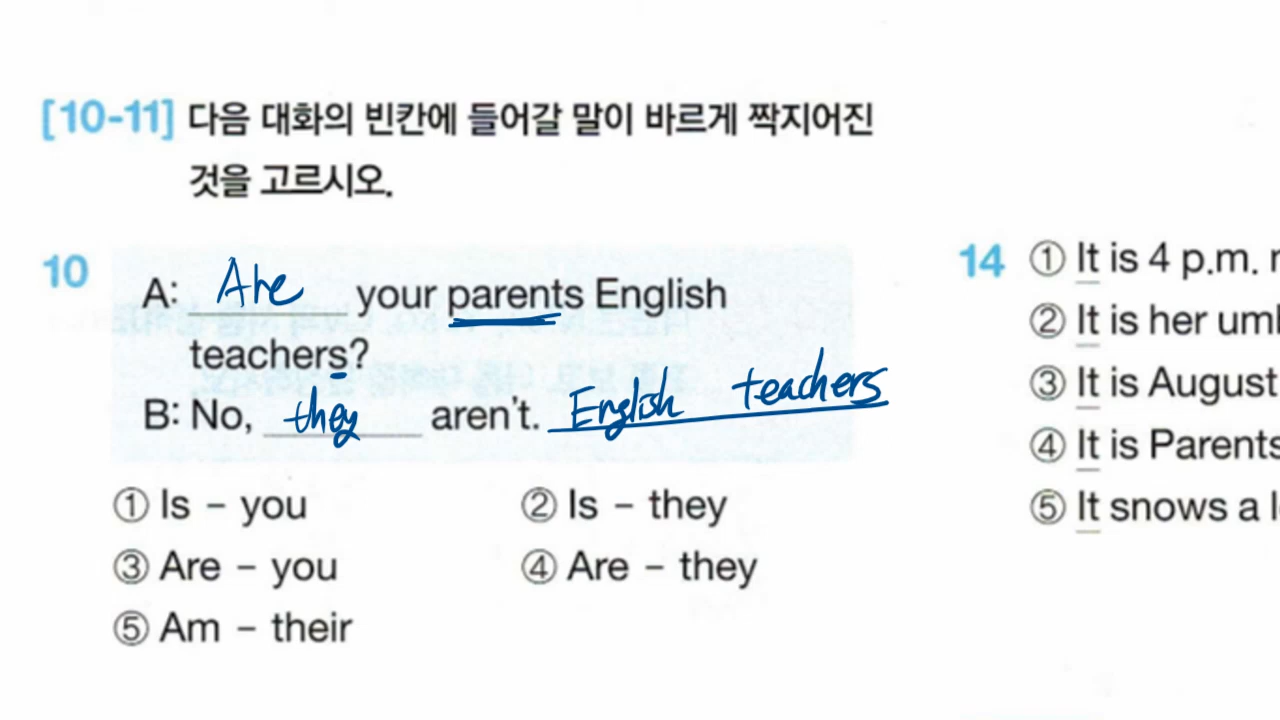 [10-11] 다음 대화의 빈칸에 들어갈 말이 바르게 짝지어진
것을 고르시오.
10
A: Are your parents English
teachers?
B: No, they aren't. English teachers
① Is – you ② Is – they
③ Are – you ④ Are – they
⑤ Am – their
14 ① It is 4 p.m.
② It is her
③ It is August
④ It is Parents
⑤ It snows a